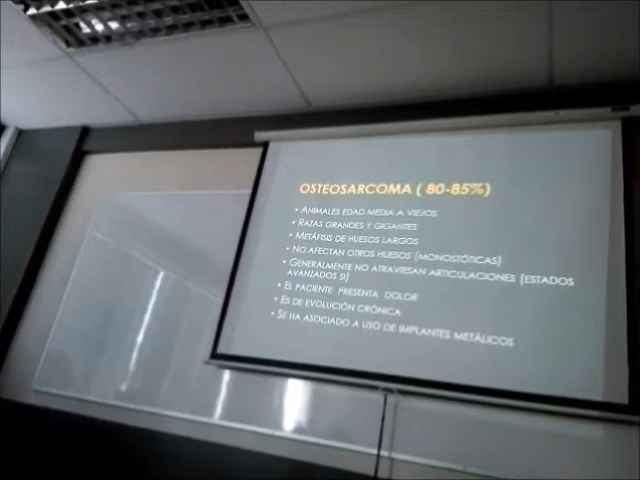 OSTEOSARCOMA ( 80-85%)
• ANIMALES EDAD MEDIA A VIEJOS
• RAZAS GRANDES Y GIGANTES
• METÁFISIS DE HUESOS LARGOS
• NO AFECTAN OTROS HUESOS (MONOSTÓTICAS)
• GENERALMENTE NO ATRAVIESAN ARTICULACIONES (ESTADOS
AVANZADOS SI)
• EL PACIENTE PRESENTA DOLOR
• ES DE EVOLUCIÓN CRÓNICA
• SE HA ASOCIADO A USO DE IMPLANTES METÁLICOS